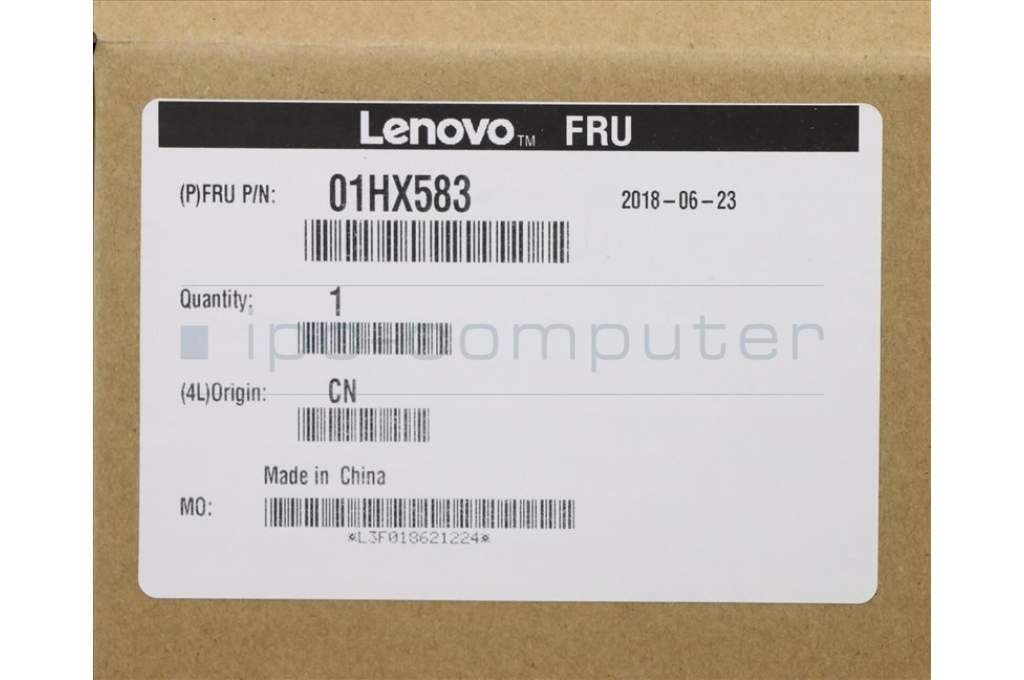 Lenovo™ FRU
(P)FRU P/N: 01HX583 2018-06-23
Quantity: 1
ipc-computer
(4L)Origin: CN
Made in China
MO:
*L3F018621224*